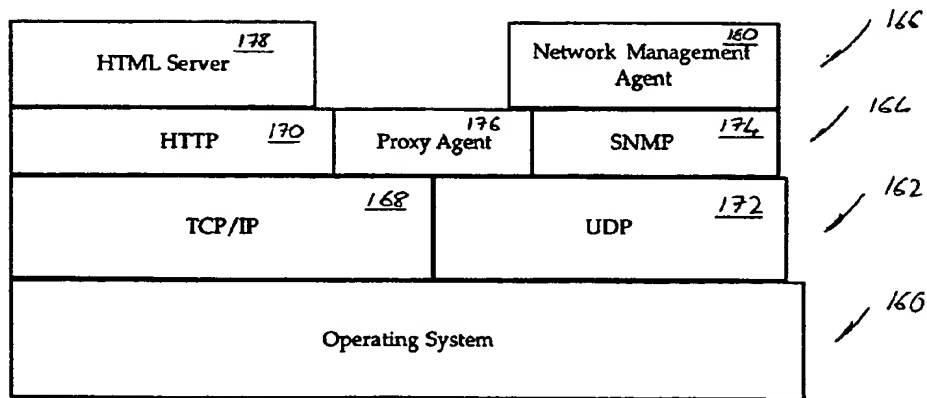 166
178
HTML Server
180
Network Management
Agent
164
HTTP 170
176
Proxy Agent
SNMP 174
162
168
TCP/IP
172
UDP
160
Operating System